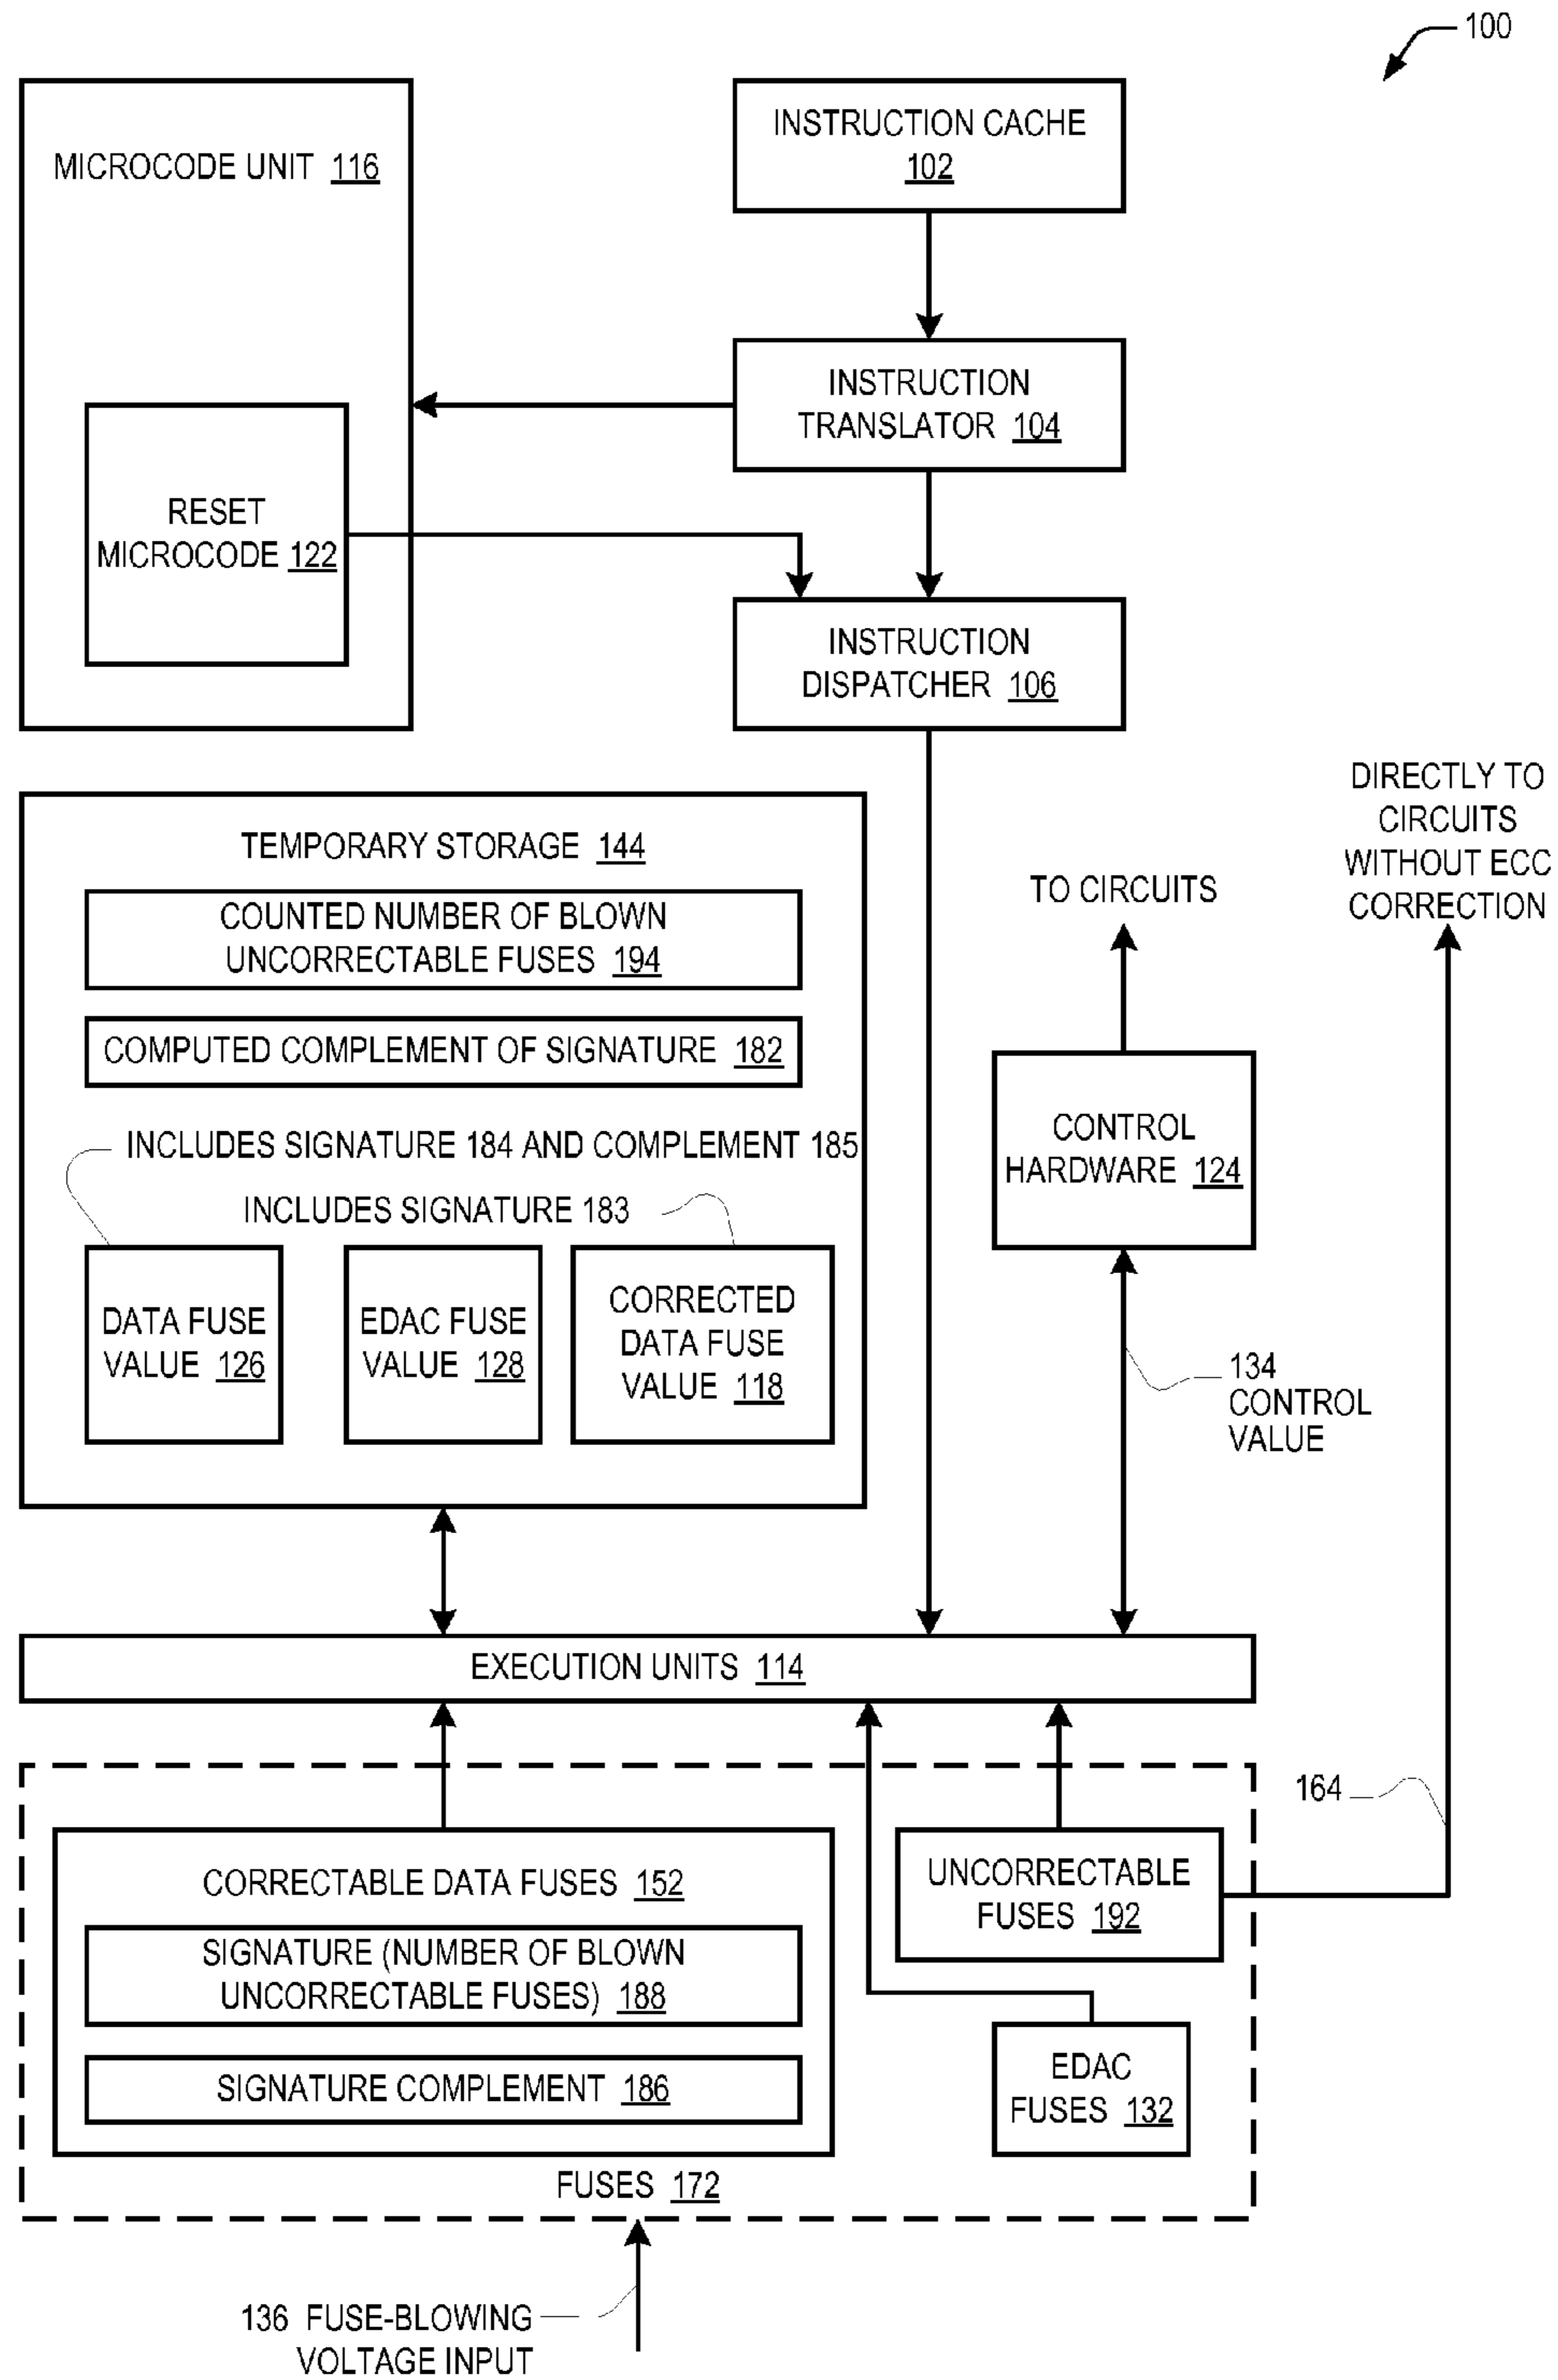 100
MICROCODE UNIT 116
INSTRUCTION CACHE
102
INSTRUCTION
TRANSLATOR 104
RESET
MICROCODE 122
INSTRUCTION
DISPATCHER 106
DIRECTLY TO
CIRCUITS
WITHOUT ECC
CORRECTION
TEMPORARY STORAGE 144
COUNTED NUMBER OF BLOWN
UNCORRECTABLE FUSES 194
COMPUTED COMPLEMENT OF SIGNATURE 182
INCLUDES SIGNATURE 184 AND COMPLEMENT 185
INCLUDES SIGNATURE 183
DATA FUSE
VALUE 126
EDAC FUSE
VALUE 128
CORRECTED
DATA FUSE
VALUE 118
TO CIRCUITS
CONTROL
HARDWARE 124
134
CONTROL
VALUE
EXECUTION UNITS 114
164
CORRECTABLE DATA FUSES 152
SIGNATURE (NUMBER OF BLOWN
UNCORRECTABLE FUSES) 188
SIGNATURE COMPLEMENT 186
UNCORRECTABLE
FUSES 192
EDAC
FUSES 132
FUSES 172
136 FUSE-BLOWING
VOLTAGE INPUT